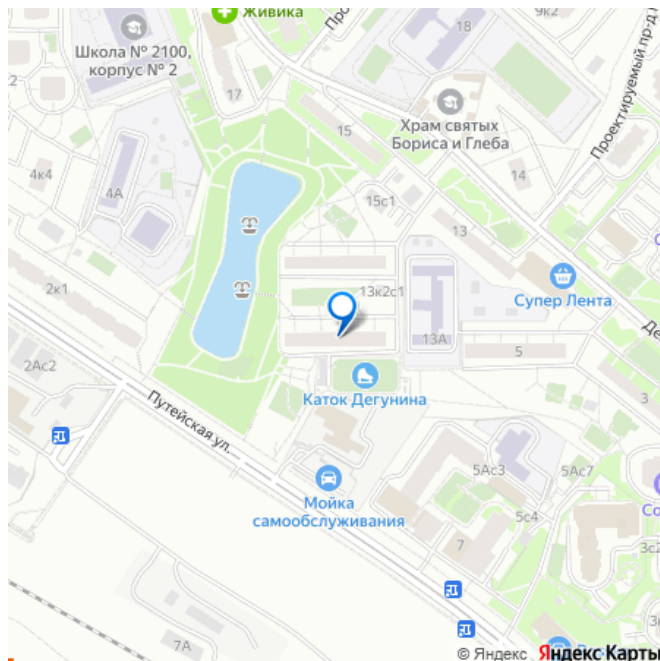 Живика
Школа № 2100,
корпус № 2
18
9к2
17
15
Храм святых
Бориса и Глеба
Проектируемый пр-д
4к4
4А
14
15с1
13
2к1
13к2с1
Супер Лента
13А
5
2Ас2
Каток Дегунина
3
Путейская ул.
5Ас3
5Ас7
Мойка
самообслуживания
5с4
7
3с2
7А
© Яндекс Яндекс Карты